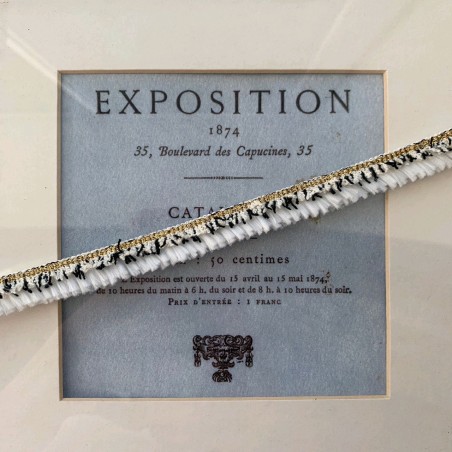 EXPOSITION
1874
35, Boulevard des Capucines, 35
: 50 centimes
Exposition est ouverte du 15 avril au 15 mai 1874,
de 10 heures du matin à 6 h. du soir et de 8 h. à 10 heures du soir.
PRIX D'ENTRÉE : 1 FRANC